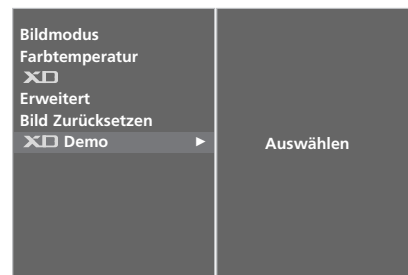 Bildmodus
Farbtemperatur
XD
Erweitert
Bild Zurücksetzen
XD Demo
Auswählen